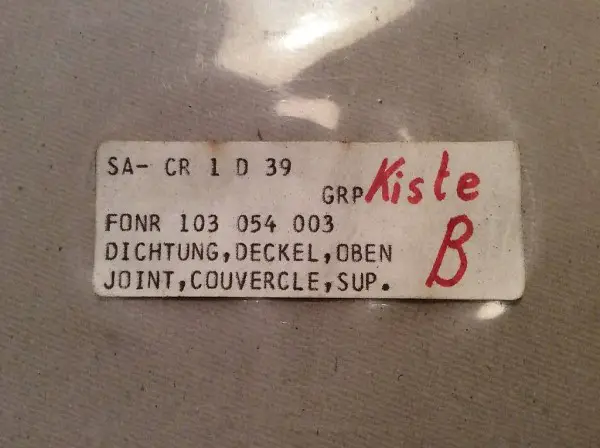 SA- CR 1 D 39
GRP Kiste
FONR 103 054 003
DICHTUNG,DECKEL,OBEN
B
JOINT,COUVERCLE,SUP.